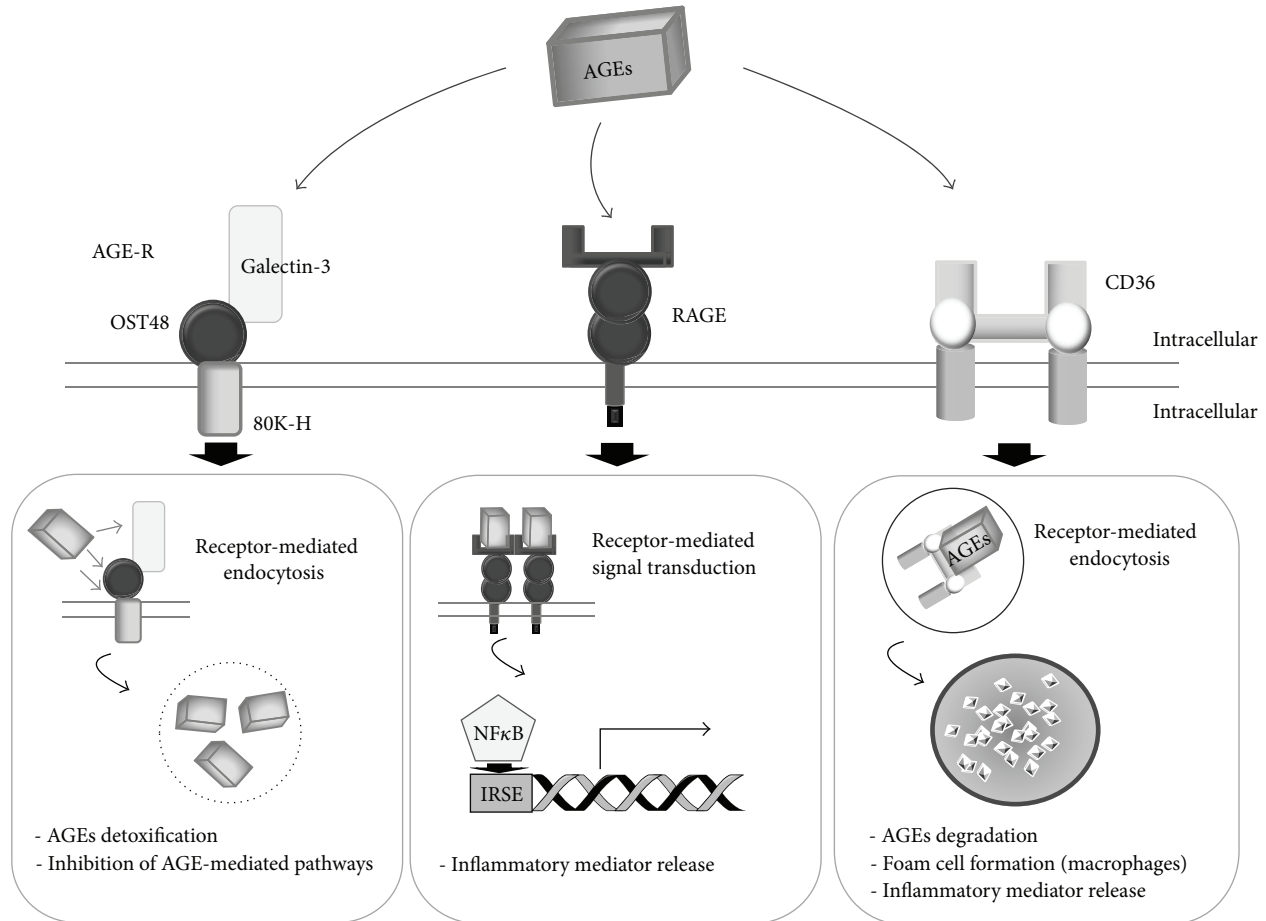 AGEs
AGE-R
Galectin-3
OST48
80K-H
RAGE
CD36
Intracellular
Intracellular
Receptor-mediated
endocytosis
- AGEs detoxification
- Inhibition of AGE-mediated pathways
Receptor-mediated
signal transduction
NFκB
IRSE
- Inflammatory mediator release
AGEs
Receptor-mediated
endocytosis
- AGEs degradation
- Foam cell formation (macrophages)
- Inflammatory mediator release